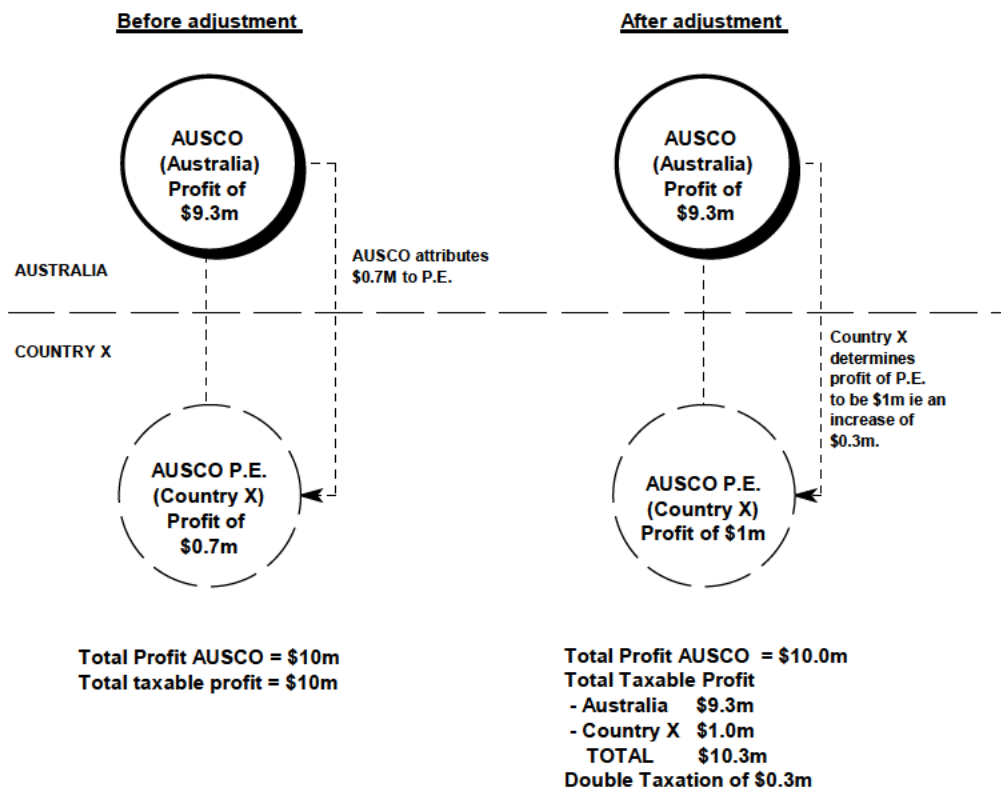 Before adjustment
AUSCO
(Australia)
Profit of
$9.3m
AUSCO attributes
$0.7M to P.E.
AUSTRALIA
COUNTRY X
AUSCO P.E.
(Country X)
Profit of
$0.7m
Total Profit AUSCO = $10m
Total taxable profit = $10m
After adjustment
AUSCO
(Australia)
Profit of
$9.3m
Country X
determines
profit of P.E.
to be $1m ie an
increase of
$0.3m.
AUSCO P.E.
(Country X)
Profit of $1m
Total Profit AUSCO = $10.0m
Total Taxable Profit
- Australia $9.3m
- Country X $1.0m
TOTAL $10.3m
Double Taxation of $0.3m